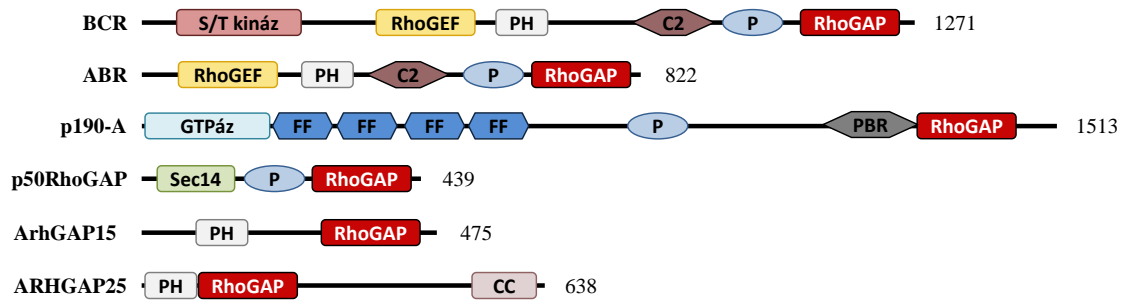 BCR S/T kináz RhoGEF PH C2 P RhoGAP 1271
ABR RhoGEF PH C2 P RhoGAP 822
p190-A GTPáz FF FF FF FF P PBR RhoGAP 1513
p50RhoGAP Sec14 P RhoGAP 439
ArhGAP15 PH RhoGAP 475
ARHGAP25 PH RhoGAP CC 638